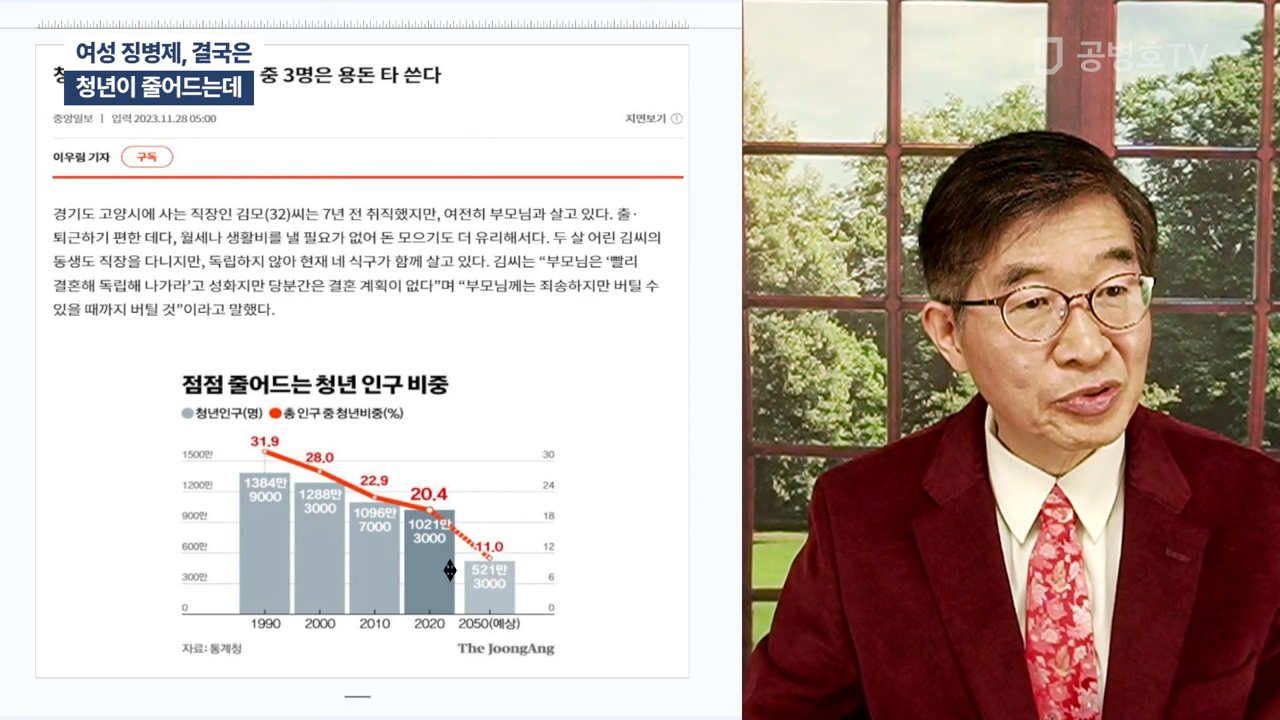 여성 징병제, 결국은
청년이 줄어드는데
중 3명은 용돈 타 쓴다
중앙일보 | 입력 2023.11.28 05:00
지면보기
이우림 기자
구독
경기도 고양시에 사는 직장인 김모(32)씨는 7년 전 취직했지만, 여전히 부모님과 살고 있다. 출·
퇴근하기 편한 데다, 월세나 생활비를 낼 필요가 없어 돈 모으기도 더 유리해서다. 두 살 어린 김씨의
동생도 직장을 다니지만, 독립하지 않아 현재 네 식구가 함께 살고 있다. 김씨는 “부모님은 ‘빨리
결혼해 독립해 나가라’고 성화지만 당분간은 결혼 계획이 없다”며 “부모님께는 죄송하지만 버틸 수
있을 때까지 버틸 것”이라고 말했다.
점점 줄어드는 청년 인구 비중
청년인구(명) 총 인구 중 청년비중(%)
31.9
28.0
22.9
20.4
11.0
1500만
1200만
900만
600만
300만
0
30
24
18
12
6
0
1384만
9000
1288만
3000
1096만
7000
1021만
3000
521만
3000
1990 2000 2010 2020 2050(예상)
자료: 통계청
The JoongAng
공병호TV